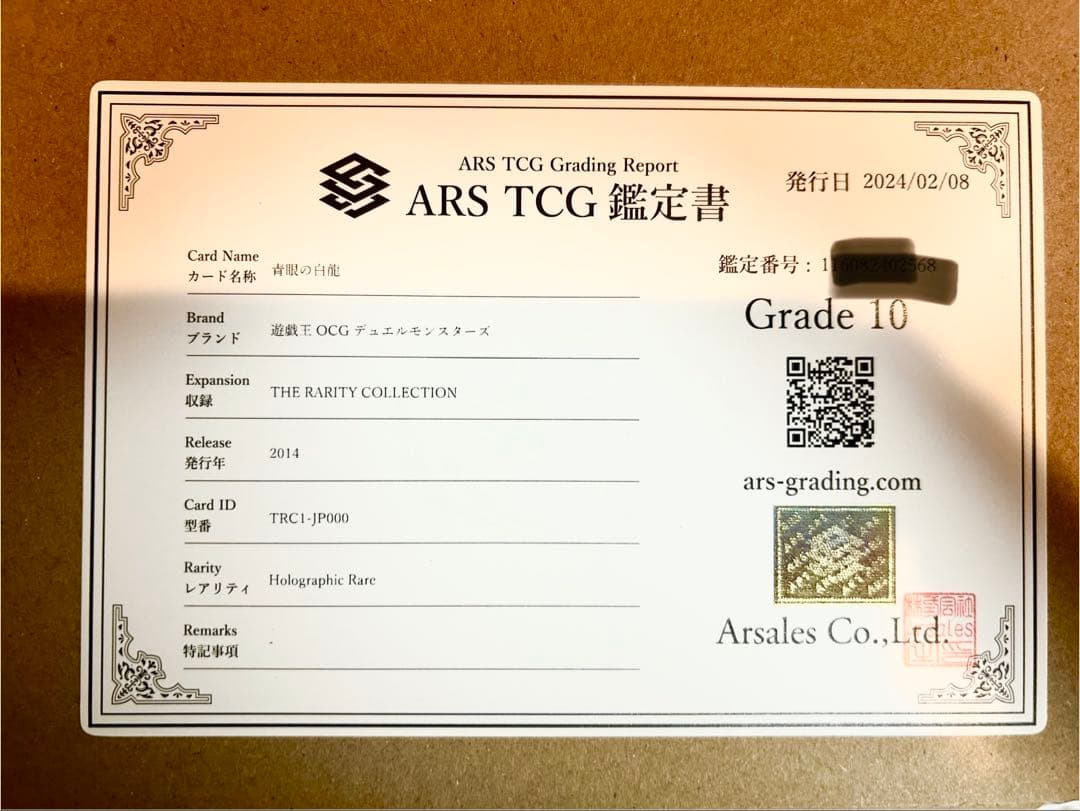 ARS TCG Grading Report
ARS TCG 鑑定書
発行日 2024/02/08
Card Name
カード名称
青眼の白龍
Brand
ブランド
遊戯王 OCG デュエルモンスターズ
Expansion
収録
THE RARITY COLLECTION
Release
発行年
2014
Card ID
型番
TRC1-JP000
Rarity
レアリティ
Holographic Rare
Remarks
特記事項
-
鑑定番号:
Grade 10
ars-grading.com
Arsales Co.,Ltd.